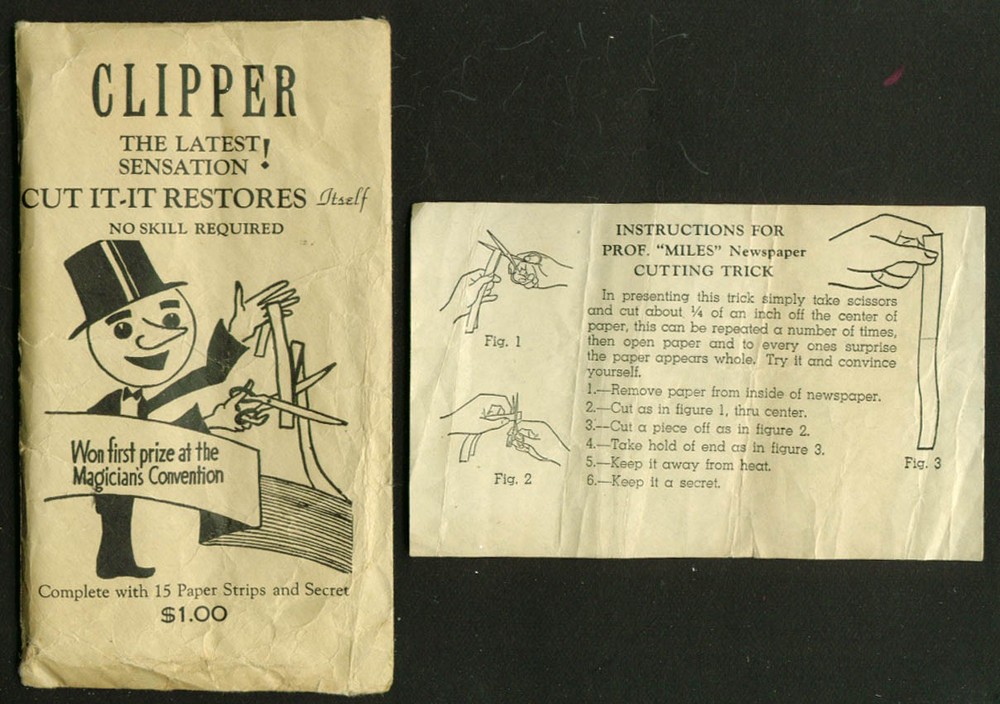 CLIPPER
THE LATEST
SENSATION !
CUT IT-IT RESTORES Itself
NO SKILL REQUIRED
Won first prize at the
Magician's Convention
Complete with 15 Paper Strips and Secret
$1.00
INSTRUCTIONS FOR
PROF. "MILES" Newspaper
CUTTING TRICK
In presenting this trick simply take scissors
and cut about ¼ of an inch off the center of
paper, this can be repeated a number of times,
then open paper and to every ones surprise
the paper appears whole. Try it and convince
yourself.
1.—Remove paper from inside of newspaper.
2.—Cut as in figure 1, thru center.
3.—Cut a piece off as in figure 2.
4.—Take hold of end as in figure 3.
5.—Keep it away from heat.
6.—Keep it a secret.
Fig. 1
Fig. 2
Fig. 3